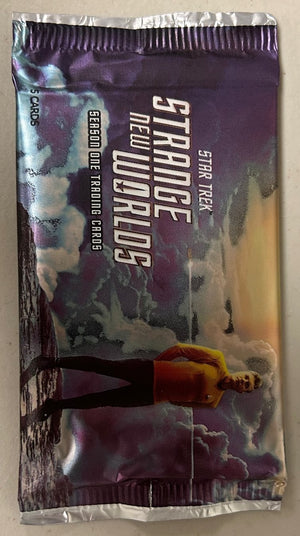 STAR TREK
STRANGE
NEW WORLDS
SEASON ONE TRADING CARDS
5 CARDS